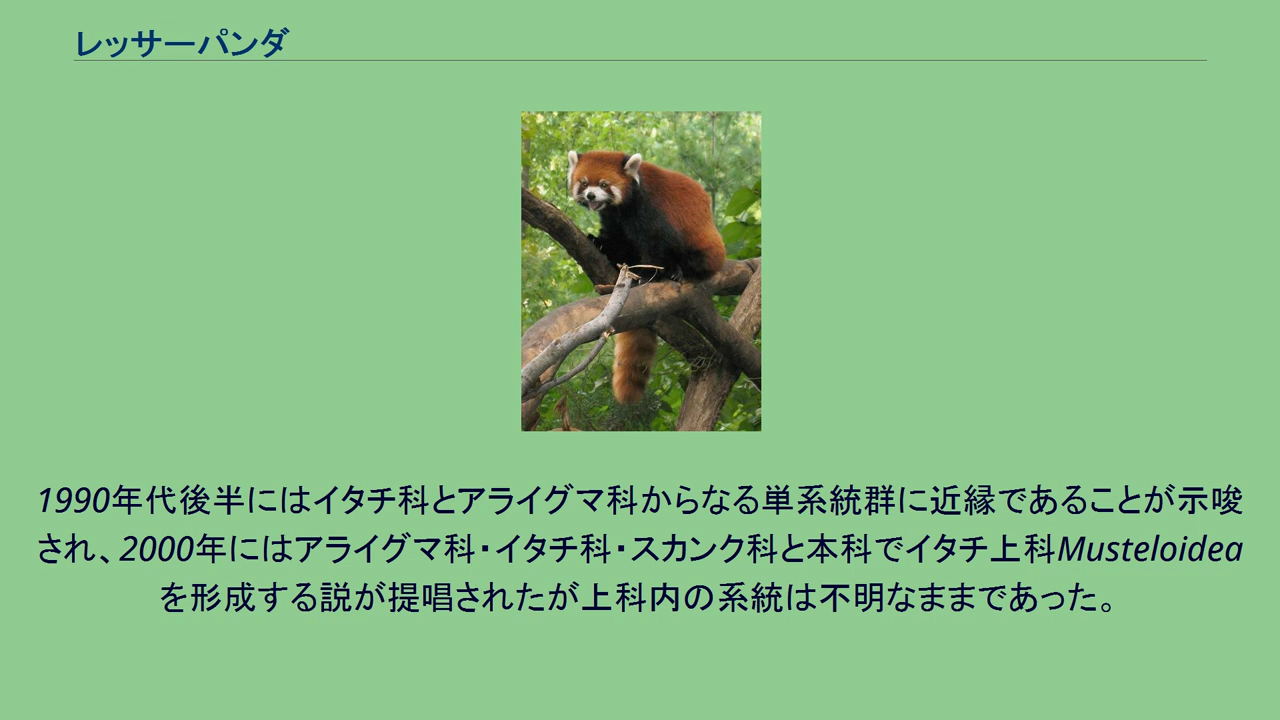 レッサーパンダ
1990年代後半にはイタチ科とアライグマ科からなる単系統群に近縁であることが示唆
され、2000年にはアライグマ科・イタチ科・スカンク科と本科でイタチ上科Musteloidea
を形成する説が提唱されたが上科内の系統は不明なままであった。